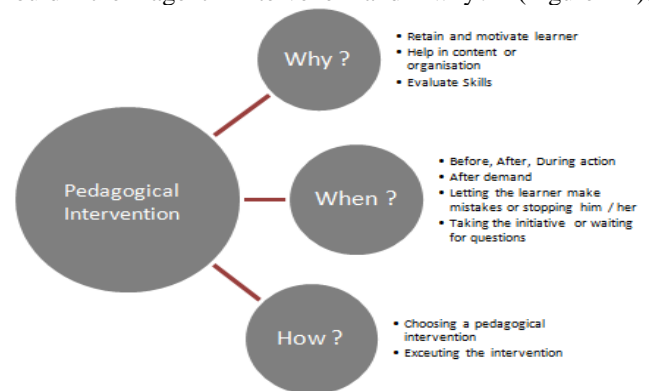 Why ?
• Retain and motivate learner
• Help in content or
organisation
• Evaluate Skills
Pedagogical
Intervention
When ?
• Before, After, During action
• After demand
• Letting the learner make
mistakes or stopping him / her
• Taking the initiative or waiting
for questions
How ?
• Choosing a pedagogical
intervention
• Exceuting the intervention